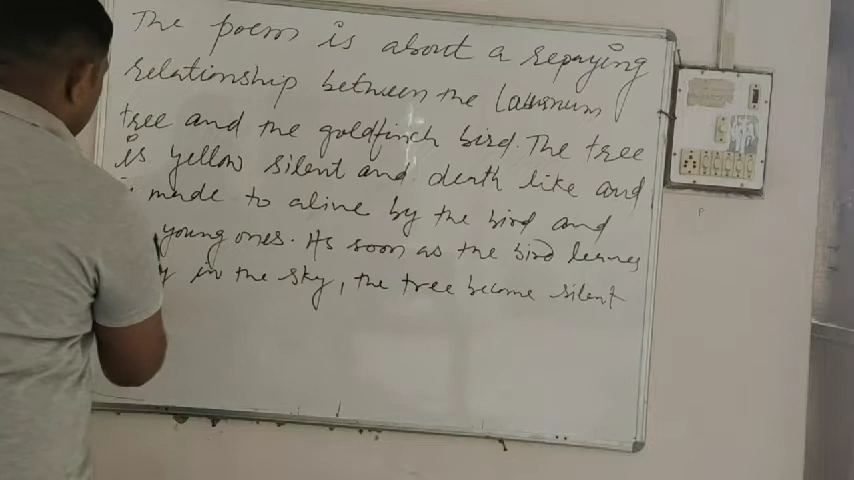 The poem is about a repaying
relationship between the Laburnum
tree and the goldfinch bird. The tree
is yellow silent and death like and
made to alive by the bird and
young ones. As soon as the bird leaves
in the sky, the tree become silent